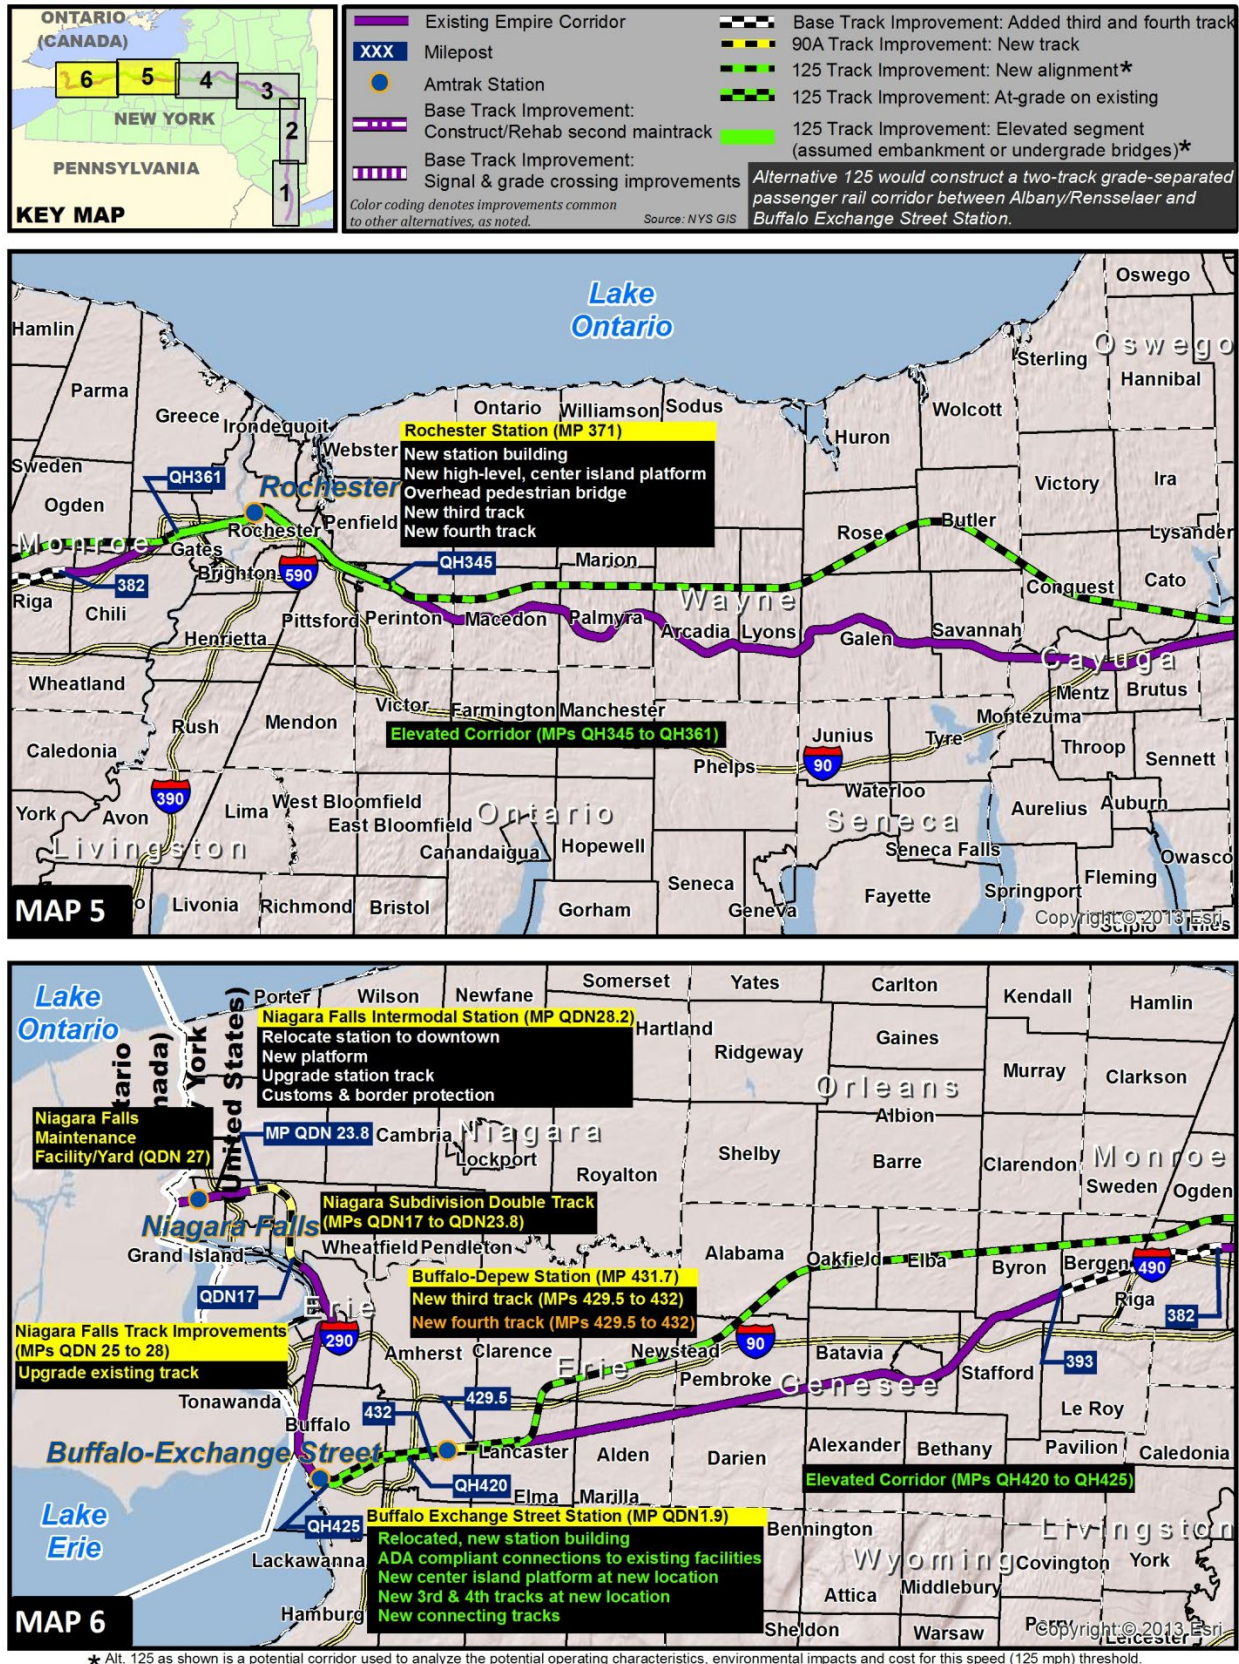 ONTARIO
(CANADA)
6
5
4
3
2
1
NEW YORK
PENNSYLVANIA
KEY MAP
Existing Empire Corridor
XXX Milepost
Amtrak Station
Base Track Improvement:
Construct/Rehab second maintrack
Base Track Improvement:
Signal & grade crossing improvements
Color coding denotes improvements common
to other alternatives, as noted.
Source: NYS GIS
Base Track Improvement: Added third and fourth track
90A Track Improvement: New track
125 Track Improvement: New alignment*
125 Track Improvement: At-grade on existing
125 Track Improvement: Elevated segment
(assumed embankment or undergrade bridges)*
Alternative 125 would construct a two-track grade-separated
passenger rail corridor between Albany/Rensselaer and
Buffalo Exchange Street Station.
Lake
Ontario
Oswego
Hamlin
Sterling
Oswego
Hannibal
Parma
Greece
Irondequoit
Ontario
Williamson
Sodus
Wolcott
Huron
Webster
Rochester Station (MP 371)
New station building
New high-level, center island platform
Overhead pedestrian bridge
New third track
New fourth track
Sweden
QH361
Rochester
Ogden
Victory
Ira
Rochester
Penfield
Rose
Butler
Lysander
Monroe
Gates
QH345
Marion
Brighton
590
382
Conquest
Cato
Riga
Chili
Wayne
Pittsford
Perinton
Macedon
Palmyra
Arcadia
Lyons
Galen
Savannah
Henrietta
Cayuga
Wheatland
Mentz
Brutus
Victor
Farmington
Manchester
Montezuma
Rush
Mendon
Elevated Corridor (MPs QH345 to QH361)
Junius
Tyre
Throop
Sennett
Caledonia
Phelps
90
Waterloo
390
York
Avon
Lima
West Bloomfield
East Bloomfield
Ontario
Seneca
Aurelius
Auburn
Livingston
Canandaigua
Hopewell
Seneca Falls
Owasco
Fleming
Seneca
Fayette
Springport
MAP 5
o
Livonia
Richmond
Bristol
Gorham
Geneva
Copyright:© 2013 Esri
Scipio
Niles
Lake
Ontario
Porter
Wilson
Newfane
Somerset
Yates
Carlton
Kendall
Hamlin
Niagara Falls Intermodal Station (MP QDN28.2)
Relocate station to downtown
New platform
Upgrade station track
Customs & border protection
Hartland
Ridgeway
Gaines
Murray
Clarkson
tario
nada)
York
United States)
Orleans
Albion
Niagara Falls
Maintenance
Facility/Yard (QDN 27)
MP QDN 23.8
Cambria
Niagara
Lockport
Royalton
Shelby
Barre
Clarendon
Monroe
Sweden
Ogden
Niagara Subdivision Double Track
(MPs QDN17 to QDN23.8)
Niagara Falls
Grand Island
Wheatfield
Pendleton
Alabama
Oakfield
Elba
Byron
Bergen
490
QDN17
Buffalo-Depew Station (MP 431.7)
New third track (MPs 429.5 to 432)
New fourth track (MPs 429.5 to 432)
Riga
382
Erie
290
Niagara Falls Track Improvements
(MPs QDN 25 to 28)
Upgrade existing track
Amherst
Clarence
Newstead
90
Batavia
393
Erie
Pembroke
Genesee
Stafford
Tonawanda
429.5
432
Le Roy
Buffalo
Buffalo-Exchange Street
Lancaster
Alden
Darien
Alexander
Bethany
Pavilion
Caledonia
QH420
Elevated Corridor (MPs QH420 to QH425)
Elma
Marilla
Lake
Erie
QH425
Buffalo Exchange Street Station (MP QDN1.9)
Relocated, new station building
ADA compliant connections to existing facilities
New center island platform at new location
New 3rd & 4th tracks at new location
New connecting tracks
Bennington
Livingston
Lackawanna
Wyoming
Covington
York
Attica
Middlebury
Hamburg
MAP 6
Sheldon
Warsaw
Perry
Copyright:© 2013 Esri
Leicester
* Alt. 125 as shown is a potential corridor used to analyze the potential operating characteristics, environmental impacts and cost for this speed (125 mph) threshold.